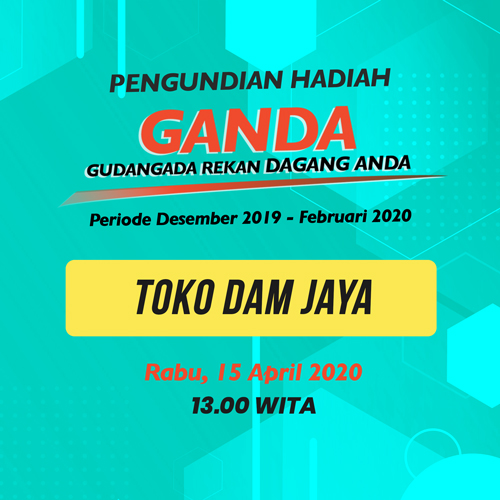 PENGUNDIAN HADIAH
GANDA
GUDANGADA REKAN DAGANG ANDA
Periode Desember 2019 - Februari 2020
TOKO DAM JAYA
Rabu, 15 April 2020
13.00 WITA